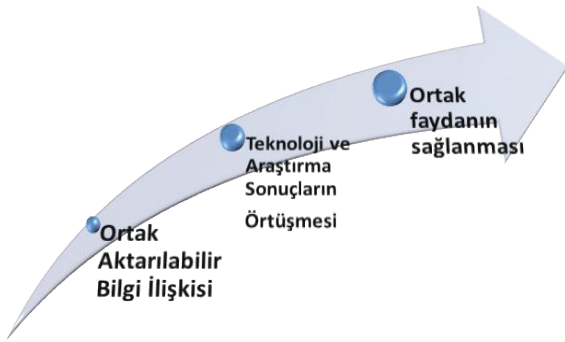 Ortak
Aktarılabilir
Bilgi İlişkisi
Teknoloji ve
Araştırma
Sonuçların
Örtüşmesi
Ortak
faydanın
sağlanması